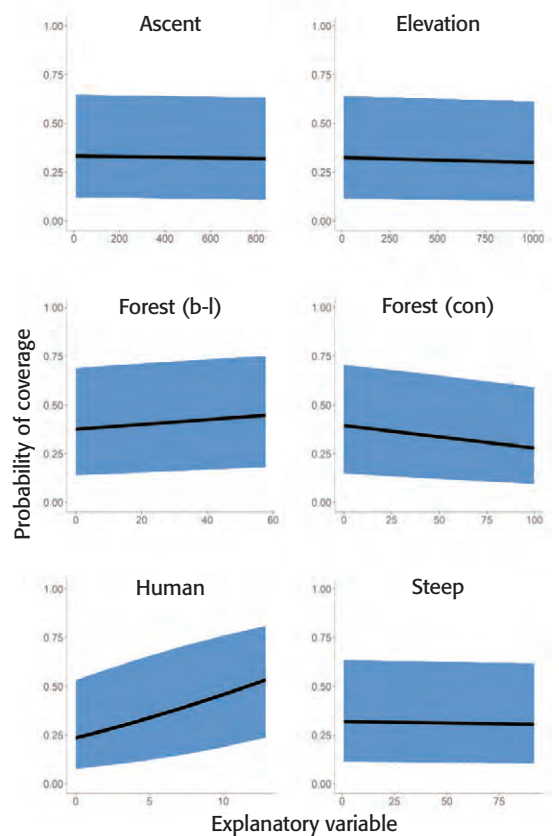 Ascent
Elevation
1.00
0.75
0.50
0.25
0.00
0 200 400 600 800
1.00
0.75
0.50
0.25
0.00
0 250 500 750 1000
Forest (b-l)
Forest (con)
1.00
0.75
0.50
0.25
0.00
0 20 40 60
1.00
0.75
0.50
0.25
0.00
0 25 50 75 100
Probability of coverage
Human
Steep
1.00
0.75
0.50
0.25
0.00
0 5 10
1.00
0.75
0.50
0.25
0.00
0 25 50 75
Explanatory variable